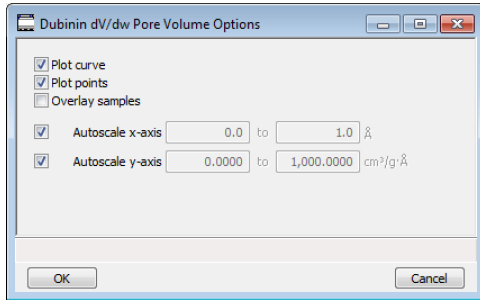 Dubinin dV/dw Pore Volume Options
Plot curve
Plot points
Overlay samples
Autoscale x-axis 0.0 to 1.0 Å
Autoscale y-axis 0.0000 to 1,000.0000 cm³/g·Å
OK Cancel